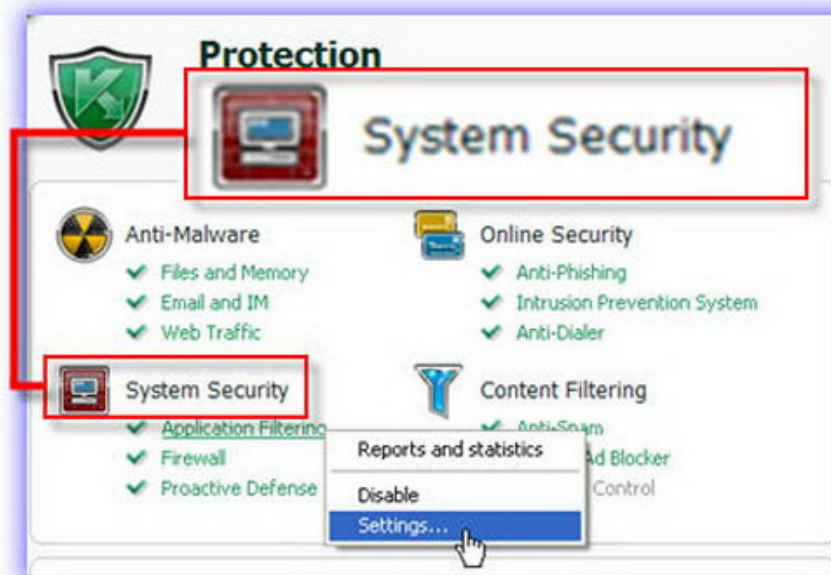 Protection
System Security
Anti-Malware
Files and Memory
Email and IM
Web Traffic
Online Security
Anti-Phishing
Intrusion Prevention System
Anti-Dialer
System Security
Application Filtering
Firewall
Proactive Defense
Content Filtering
Anti-Spam
Ad Blocker
Control
Reports and statistics
Disable
Settings...